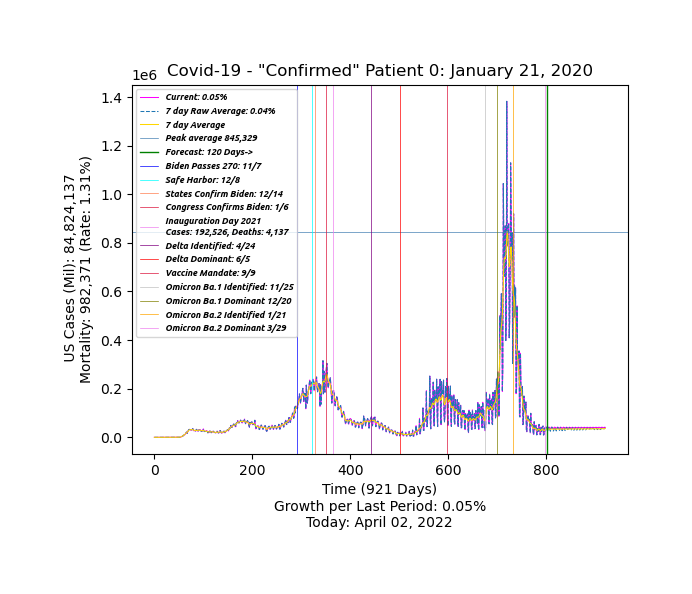 Covid-19 - "Confirmed" Patient 0: January 21, 2020
1e6
1.4
1.2
1.0
0.8
0.6
0.4
0.2
0.0
US Cases (Mil): 84,824,137
Mortality: 982,371 (Rate: 1.31%)
Current: 0.05%
7 day Raw Average: 0.04%
7 day Average
Peak average 845,329
Forecast: 120 Days->
Biden Passes 270: 11/7
Safe Harbor: 12/8
States Confirm Biden: 12/14
Congress Confirms Biden: 1/6
Inauguration Day 2021
Cases: 192,526, Deaths: 4,137
Delta Identified: 4/24
Delta Dominant: 6/5
Vaccine Mandate: 9/9
Omicron Ba.1 Identified: 11/25
Omicron Ba.1 Dominant 12/20
Omicron Ba.2 Identified 1/21
Omicron Ba.2 Dominant 3/29
0 200 400 600 800
Time (921 Days)
Growth per Last Period: 0.05%
Today: April 02, 2022